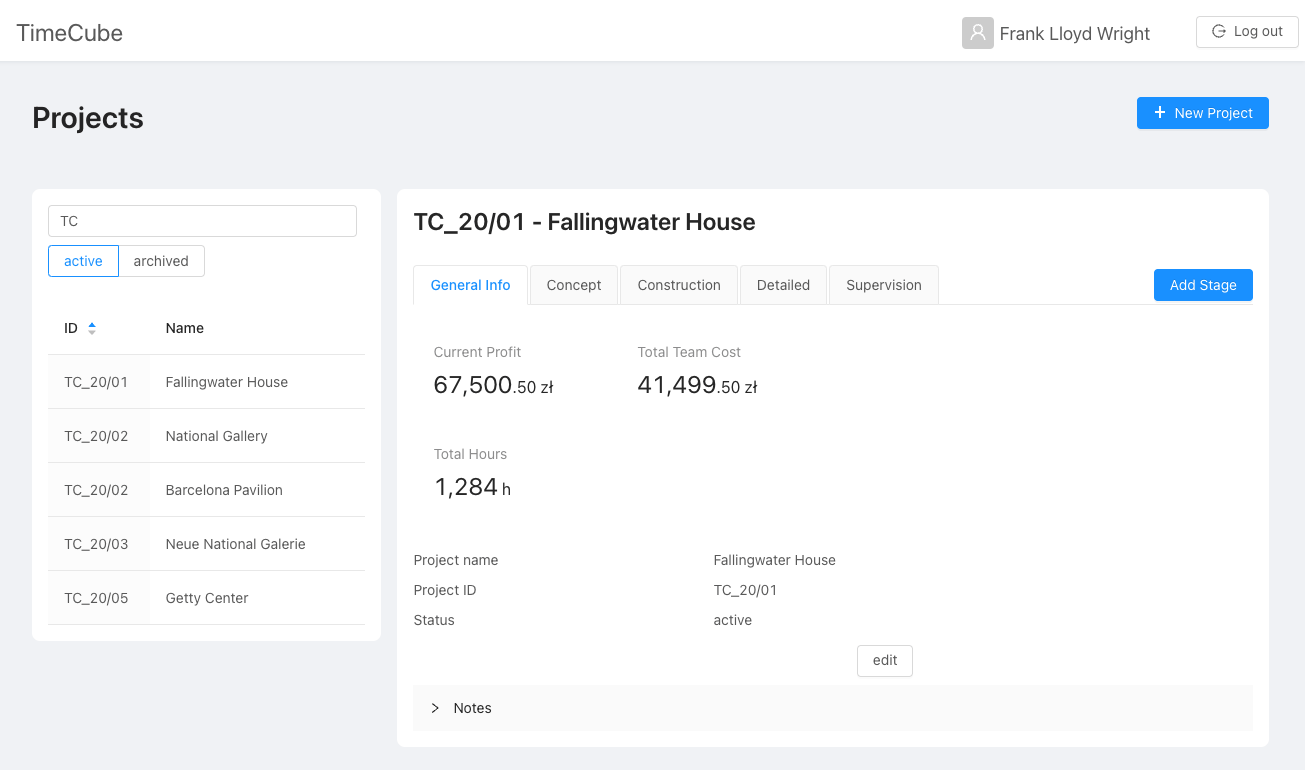 TimeCube
Frank Lloyd Wright
Log out
Projects
New Project
TC
active archived
ID Name
TC_20/01 Fallingwater House
TC_20/02 National Gallery
TC_20/02 Barcelona Pavilion
TC_20/03 Neue National Galerie
TC_20/05 Getty Center
TC_20/01 - Fallingwater House
General Info Concept Construction Detailed Supervision Add Stage
Current Profit Total Team Cost
67,500.50 zł 41,499.50 zł
Total Hours
1,284 h
Project name Fallingwater House
Project ID TC_20/01
Status active
edit
Notes